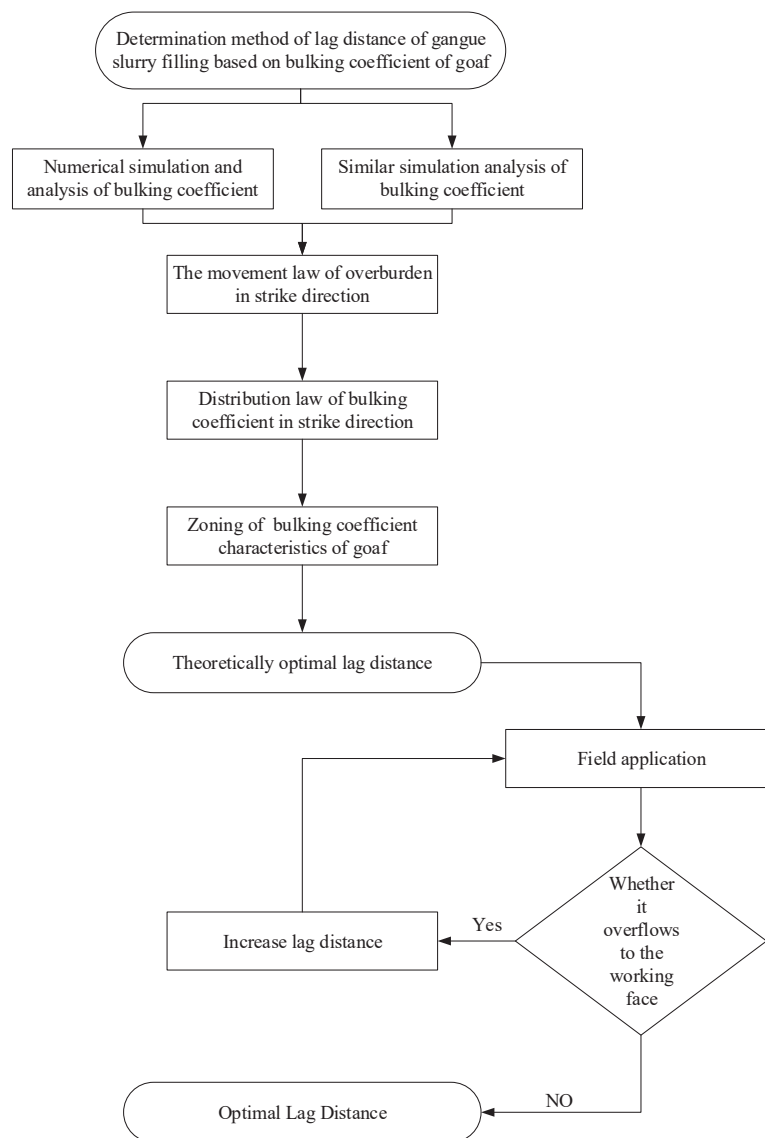 Determination method of lag distance of gangue
slurry filling based on bulking coefficient of goaf
Numerical simulation and
analysis of bulking coefficient
Similar simulation analysis of
bulking coefficient
The movement law of overburden
in strike direction
Distribution law of bulking
coefficient in strike direction
Zoning of bulking coefficient
characteristics of goaf
Theoretically optimal lag distance
Field application
Whether
it
overflows
to the
working
face
Yes
Increase lag distance
NO
Optimal Lag Distance